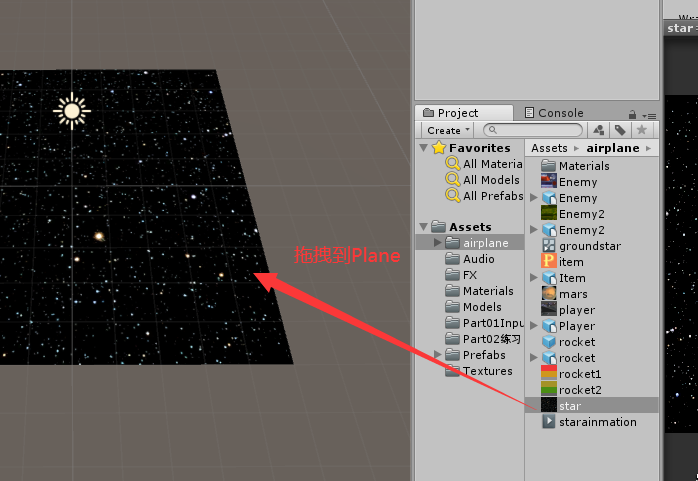 star
Project
Console
Create
Assets ▸ airplane ▸
Favorites
All Materia
All Models
All Prefabs
Assets
airplane
Audio
FX
Materials
Models
Part01Inpu
Part02练习
Prefabs
Textures
Materials
Enemy
Enemy
Enemy2
Enemy2
groundstar
item
Item
mars
player
Player
rocket
rocket
rocket1
rocket2
star
starainmation
拖拽到Plane